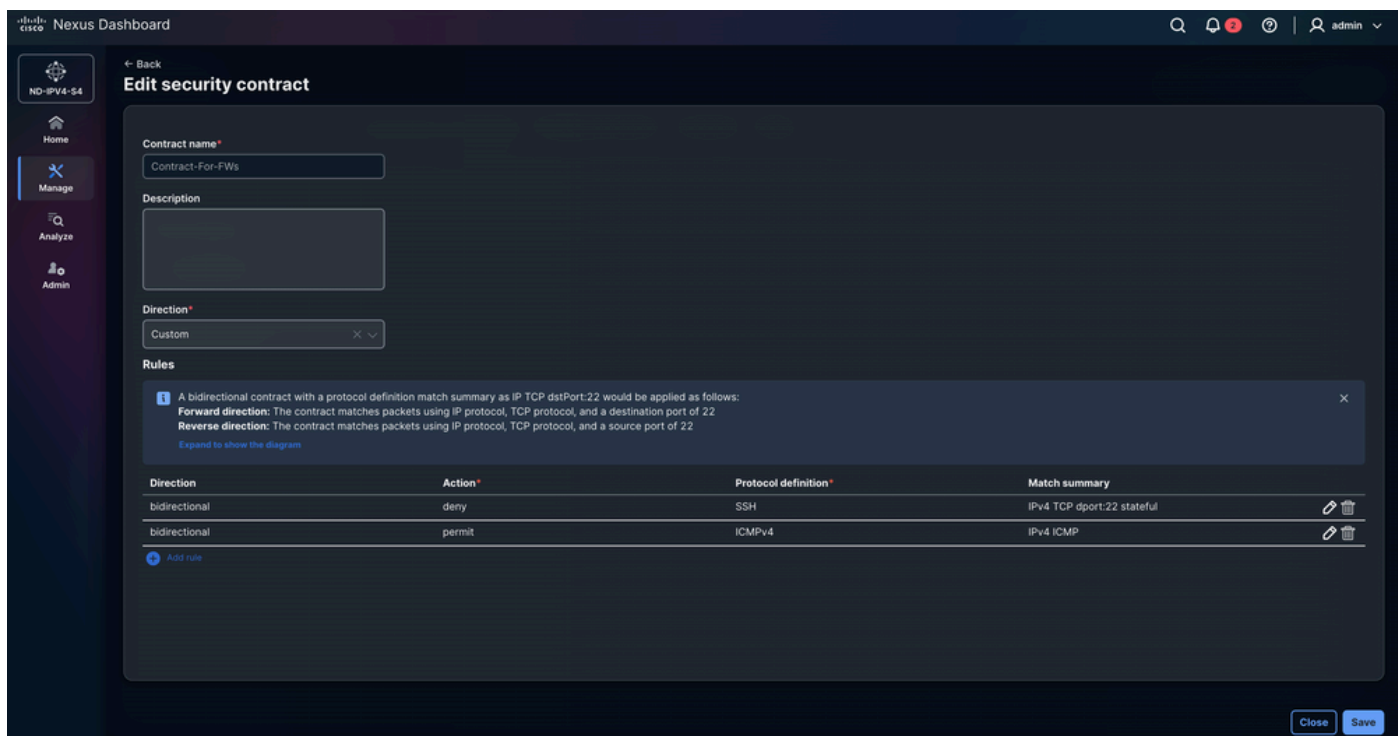 cisco Nexus Dashboard
2
admin
ND-IPV4-S4
Home
Manage
Analyze
Admin
← Back
Edit security contract
Contract name*
Contract-For-FWs
Description
Direction*
Custom
Rules
A bidirectional contract with a protocol definition match summary as IP TCP dstPort:22 would be applied as follows:
Forward direction: The contract matches packets using IP protocol, TCP protocol, and a destination port of 22
Reverse direction: The contract matches packets using IP protocol, TCP protocol, and a source port of 22
Expand to show the diagram
Direction Action* Protocol definition* Match summary
bidirectional deny SSH IPv4 TCP dport:22 stateful
bidirectional permit ICMPv4 IPv4 ICMP
Add rule
Close Save